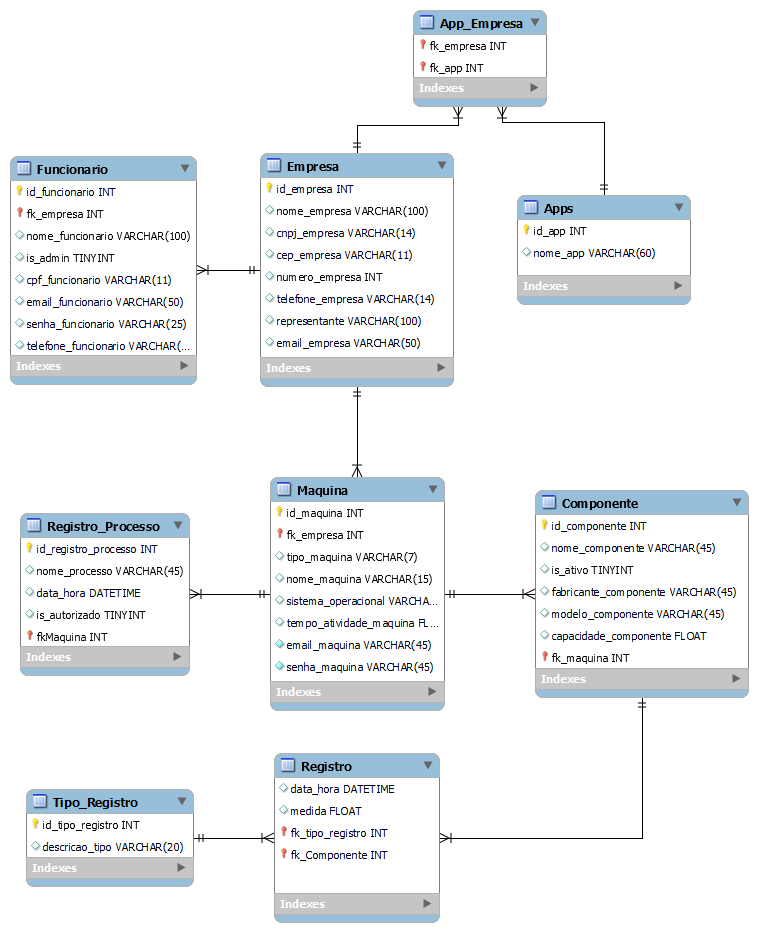 App_Empresa
fk_empresa INT
fk_app INT
Indexes
Funcionario
id_funcionario INT
fk_empresa INT
nome_funcionario VARCHAR(100)
is_admin TINYINT
cpf_funcionario VARCHAR(11)
email_funcionario VARCHAR(50)
senha_funcionario VARCHAR(25)
telefone_funcionario VARCHAR(...
Indexes
Empresa
id_empresa INT
nome_empresa VARCHAR(100)
cnpj_empresa VARCHAR(14)
cep_empresa VARCHAR(11)
numero_empresa INT
telefone_empresa VARCHAR(14)
representante VARCHAR(100)
email_empresa VARCHAR(50)
Indexes
Apps
id_app INT
nome_app VARCHAR(60)
Indexes
Registro_Processo
id_registro_processo INT
nome_processo VARCHAR(45)
data_hora DATETIME
is_autorizado TINYINT
fkMaquina INT
Indexes
Maquina
id_maquina INT
fk_empresa INT
tipo_maquina VARCHAR(7)
nome_maquina VARCHAR(15)
sistema_operacional VARCHA...
tempo_atividade_maquina FL...
email_maquina VARCHAR(45)
senha_maquina VARCHAR(45)
Indexes
Componente
id_componente INT
nome_componente VARCHAR(45)
is_ativo TINYINT
fabricante_componente VARCHAR(45)
modelo_componente VARCHAR(45)
capacidade_componente FLOAT
fk_maquina INT
Indexes
Tipo_Registro
id_tipo_registro INT
descricao_tipo VARCHAR(20)
Indexes
Registro
data_hora DATETIME
medida FLOAT
fk_tipo_registro INT
fk_Componente INT
Indexes